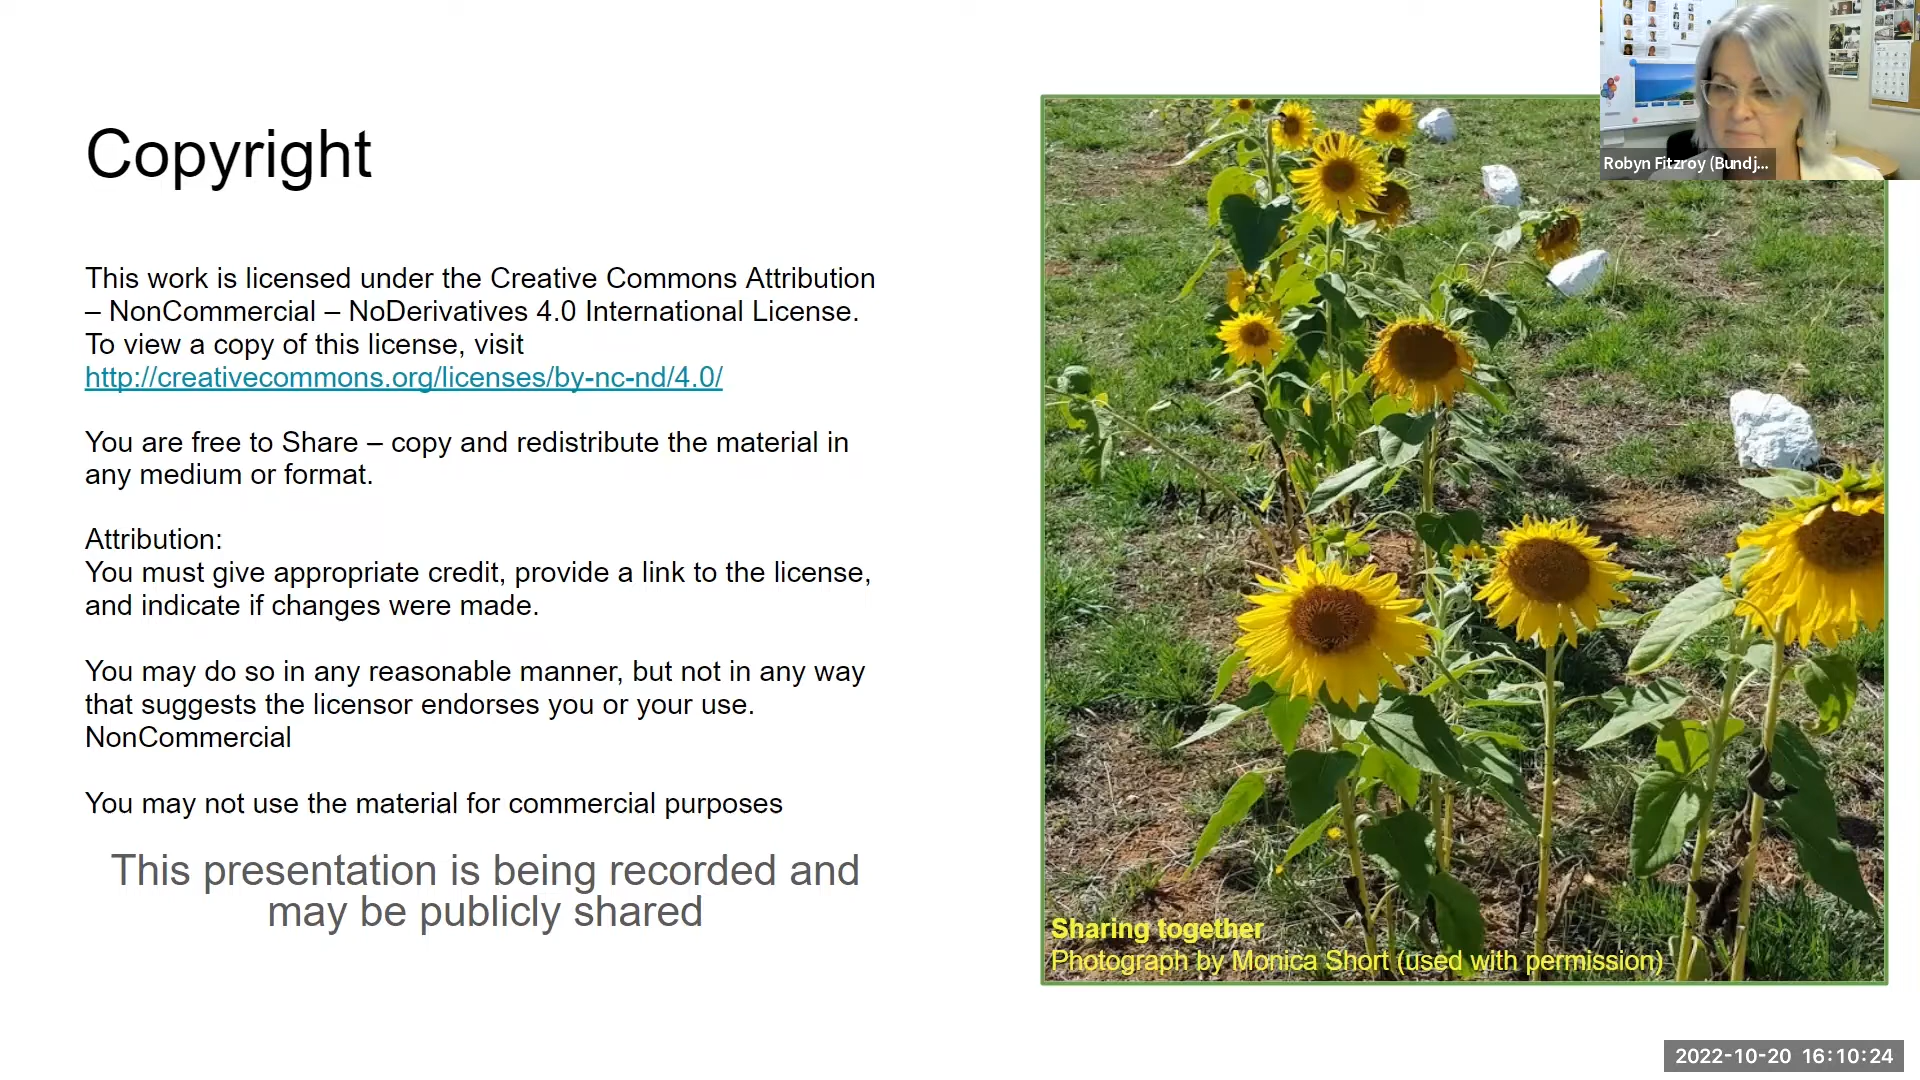 Copyright
This work is licensed under the Creative Commons Attribution
– NonCommercial – NoDerivatives 4.0 International License.
To view a copy of this license, visit
http://creativecommons.org/licenses/by-nc-nd/4.0/
You are free to Share – copy and redistribute the material in
any medium or format.
Attribution:
You must give appropriate credit, provide a link to the license,
and indicate if changes were made.
You may do so in any reasonable manner, but not in any way
that suggests the licensor endorses you or your use.
NonCommercial
You may not use the material for commercial purposes
This presentation is being recorded and
may be publicly shared
Robyn Fitzroy (Bundj...
Sharing together
Photograph by Monica Short (used with permission)
2022-10-20 16:10:24